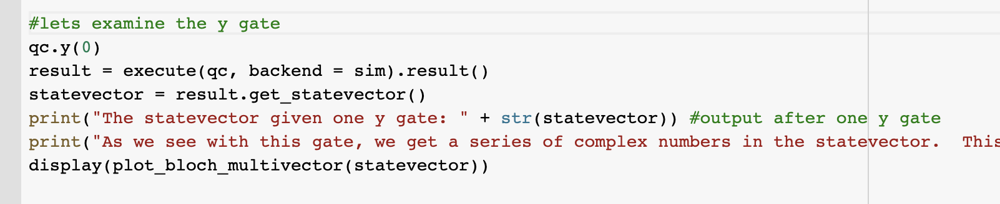 #lets examine the y gate
qc.y(0)
result = execute(qc, backend = sim).result()
statevector = result.get_statevector()
print("The statevector given one y gate: " + str(statevector)) #output after one y gate
print("As we see with this gate, we get a series of complex numbers in the statevector.  This
display(plot_bloch_multivector(statevector))